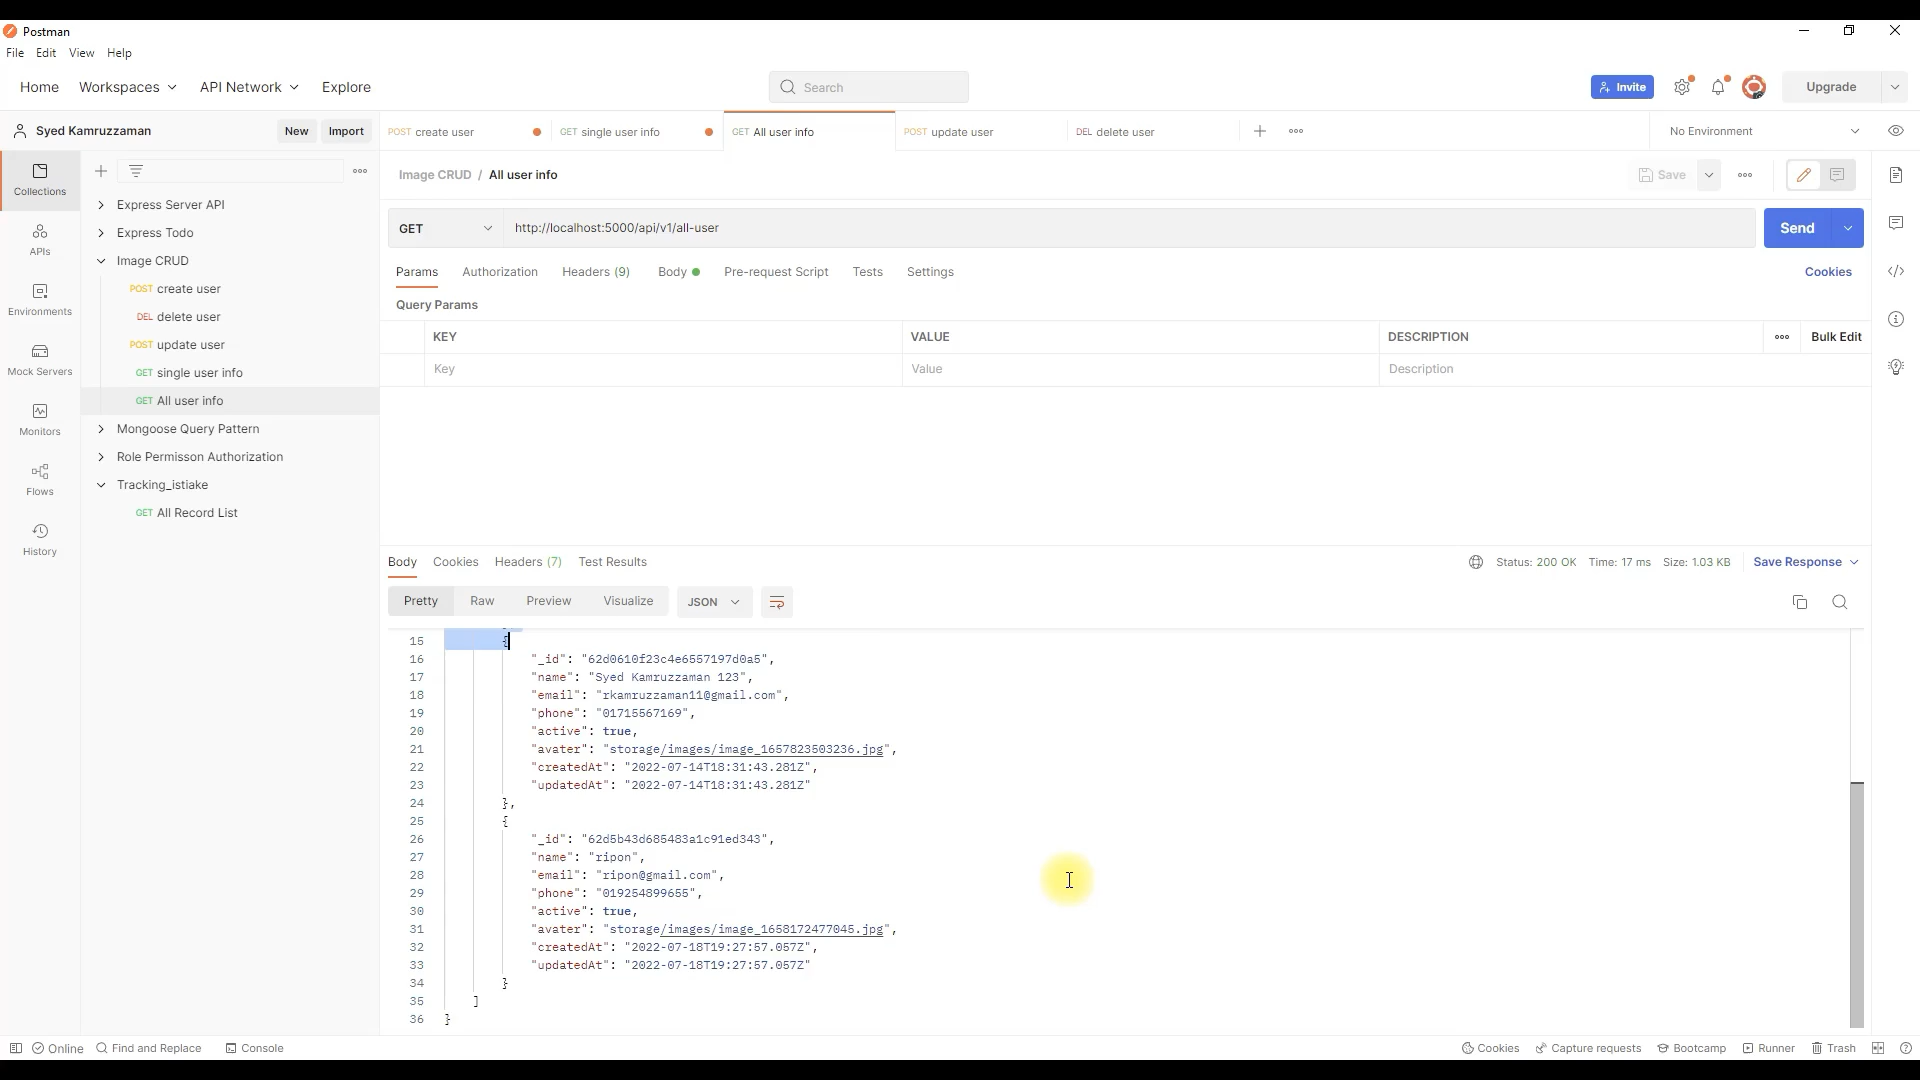 Postman
File Edit View Help
Home Workspaces API Network Explore Search Invite Upgrade
Syed Kamruzzaman New Import
POST create user GET single user info GET All user info POST update user DEL delete user No Environment
Collections
APIs
Environments
Mock Servers
Monitors
Flows
History
Express Server API
Express Todo
Image CRUD
POST create user
DEL delete user
POST update user
GET single user info
GET All user info
Mongoose Query Pattern
Role Permisson Authorization
Tracking_istiake
GET All Record List
Image CRUD / All user info Save
GET http://localhost:5000/api/v1/all-user Send
Params Authorization Headers (9) Body Pre-request Script Tests Settings Cookies
Query Params
KEY VALUE DESCRIPTION Bulk Edit
Key Value Description
Body Cookies Headers (7) Test Results Status: 200 OK Time: 17 ms Size: 1.03 KB Save Response
Pretty Raw Preview Visualize JSON
15 {
16 "_id": "62d0610f23c4e6557197d0a5",
17 "name": "Syed Kamruzzaman 123",
18 "email": "rkamruzzaman11@gmail.com",
19 "phone": "01715567169",
20 "active": true,
21 "avater": "storage/images/image_1657823503236.jpg",
22 "createdAt": "2022-07-14T18:31:43.281Z",
23 "updatedAt": "2022-07-14T18:31:43.281Z"
24 },
25 {
26 "_id": "62d5b43d685483a1c91ed343",
27 "name": "ripon",
28 "email": "ripon@gmail.com",
29 "phone": "019254899655",
30 "active": true,
31 "avater": "storage/images/image_1658172477045.jpg",
32 "createdAt": "2022-07-18T19:27:57.057Z",
33 "updatedAt": "2022-07-18T19:27:57.057Z"
34 }
35 ]
36 }
Online Find and Replace Console Cookies Capture requests Bootcamp Runner Trash